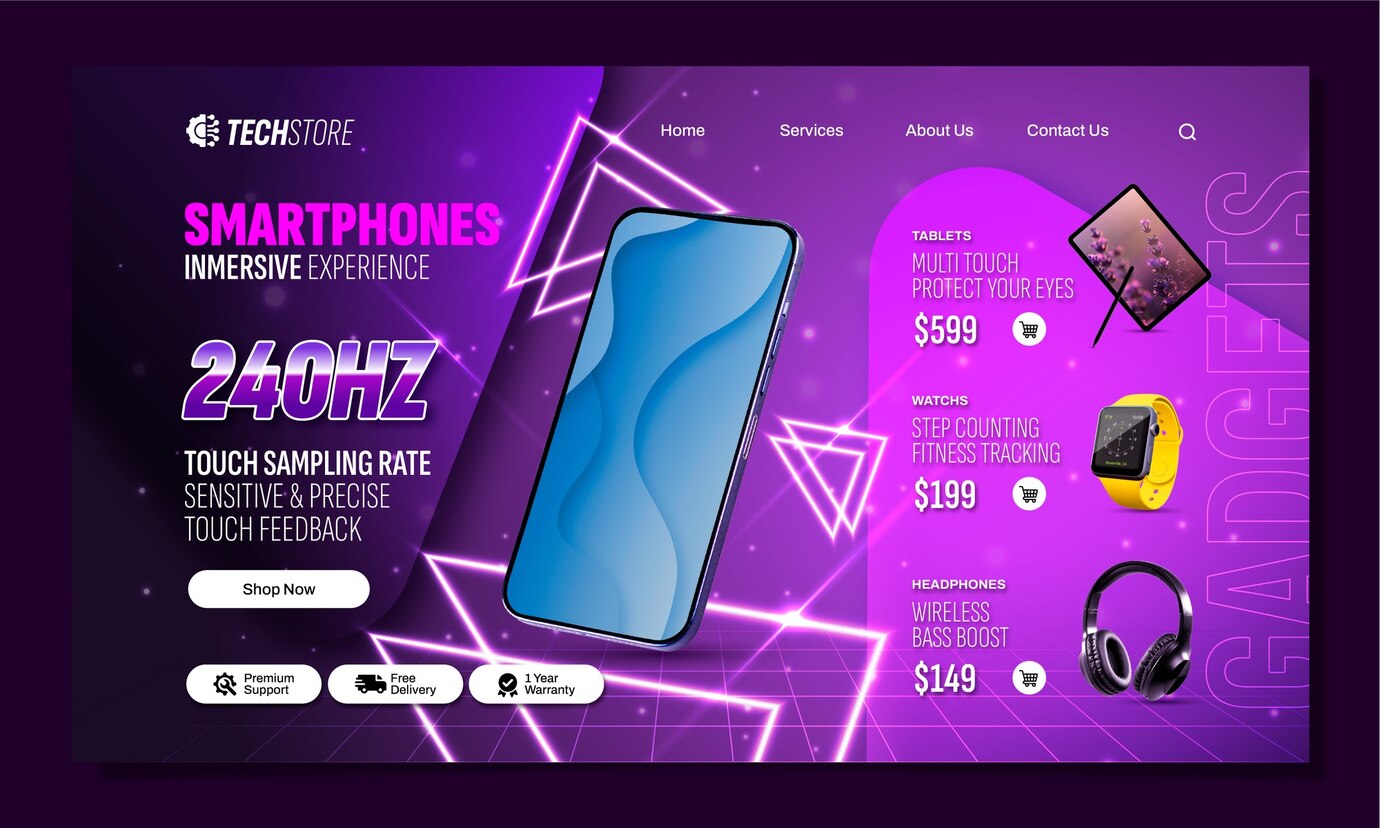 TECHSTORE
Home
Services
About Us
Contact Us
SMARTPHONES
INMERSIVE EXPERIENCE
240HZ
TOUCH SAMPLING RATE
SENSITIVE & PRECISE
TOUCH FEEDBACK
Shop Now
Premium
Support
Free
Delivery
1 Year
Warranty
TABLETS
MULTI TOUCH
PROTECT YOUR EYES
$599
WATCHS
STEP COUNTING
FITNESS TRACKING
$199
HEADPHONES
WIRELESS
BASS BOOST
$149
GADGETS